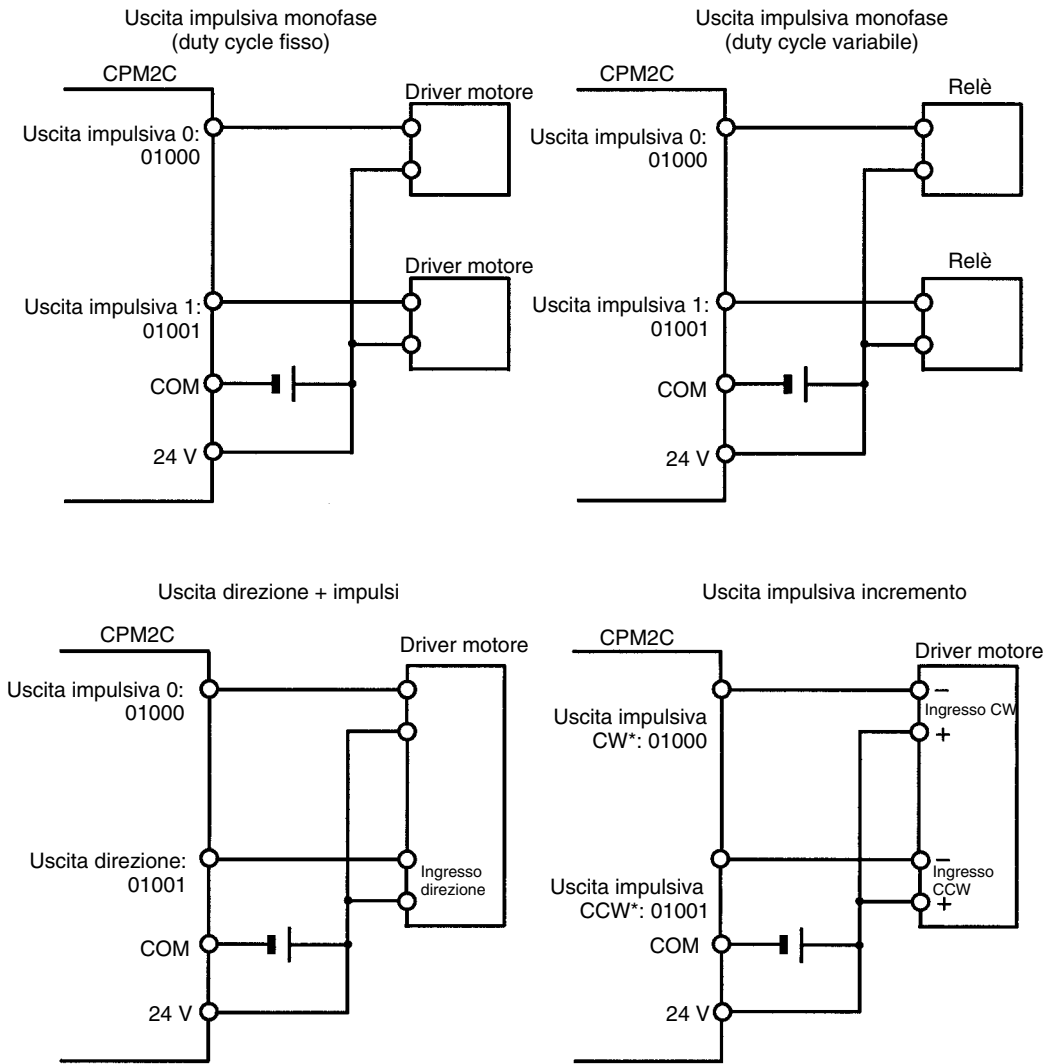 Uscita impulsiva monofase
(duty cycle fisso)
CPM2C
Driver motore
Uscita impulsiva 0:
01000
Driver motore
Uscita impulsiva 1:
01001
COM
24 V
Uscita impulsiva monofase
(duty cycle variabile)
CPM2C
Relè
Uscita impulsiva 0:
01000
Relè
Uscita impulsiva 1:
01001
COM
24 V
Uscita direzione + impulsi
CPM2C
Driver motore
Uscita impulsiva 0:
01000
Uscita direzione:
01001
Ingresso
direzione
COM
24 V
Uscita impulsiva incremento
CPM2C
Driver motore
−
Ingresso CW
Uscita impulsiva
CW*: 01000
+
−
Ingresso
CCW
Uscita impulsiva
CCW*: 01001
+
COM
24 V